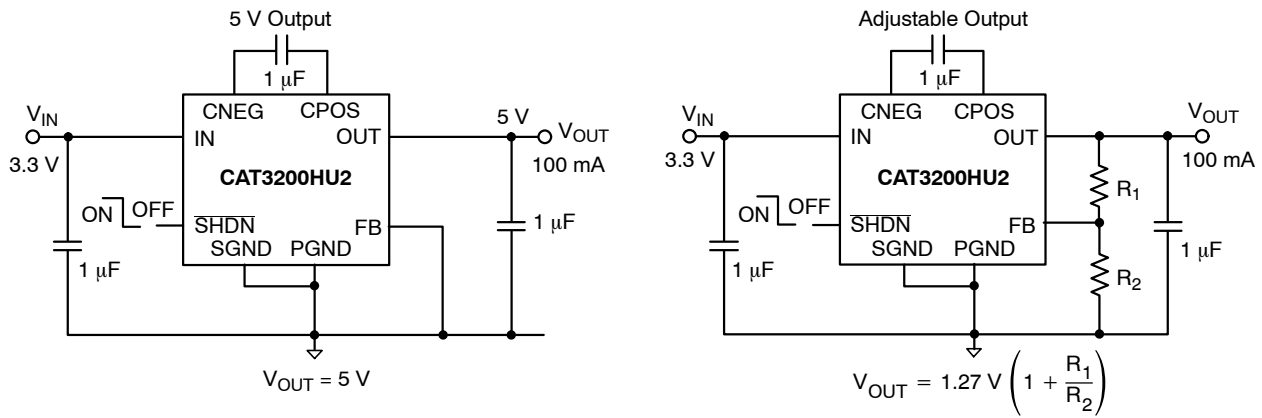 5 V Output
1 μF
CNEG CPOS
V_IN
IN
OUT
5 V
V_OUT
3.3 V
100 mA
CAT3200HU2
ON OFF
SHDN
FB
SGND PGND
1 μF
1 μF
V_OUT = 5 V
Adjustable Output
1 μF
CNEG CPOS
V_IN
IN
OUT
V_OUT
3.3 V
100 mA
CAT3200HU2
R_1
ON OFF
SHDN
FB
SGND PGND
1 μF
1 μF
R_2
V_OUT = 1.27 V (1 + R_1/R_2)